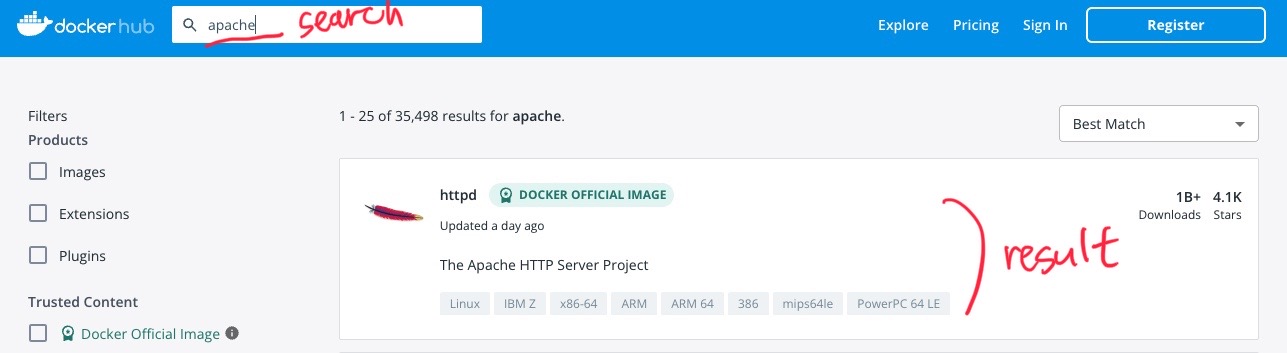 docker hub
apache
search
Explore
Pricing
Sign In
Register
Filters
Products
Images
Extensions
Plugins
Trusted Content
Docker Official Image
1 - 25 of 35,498 results for apache.
Best Match
httpd
DOCKER OFFICIAL IMAGE
Updated a day ago
The Apache HTTP Server Project
Linux
IBM Z
x86-64
ARM
ARM 64
386
mips64le
PowerPC 64 LE
result
1B+
Downloads
4.1K
Stars